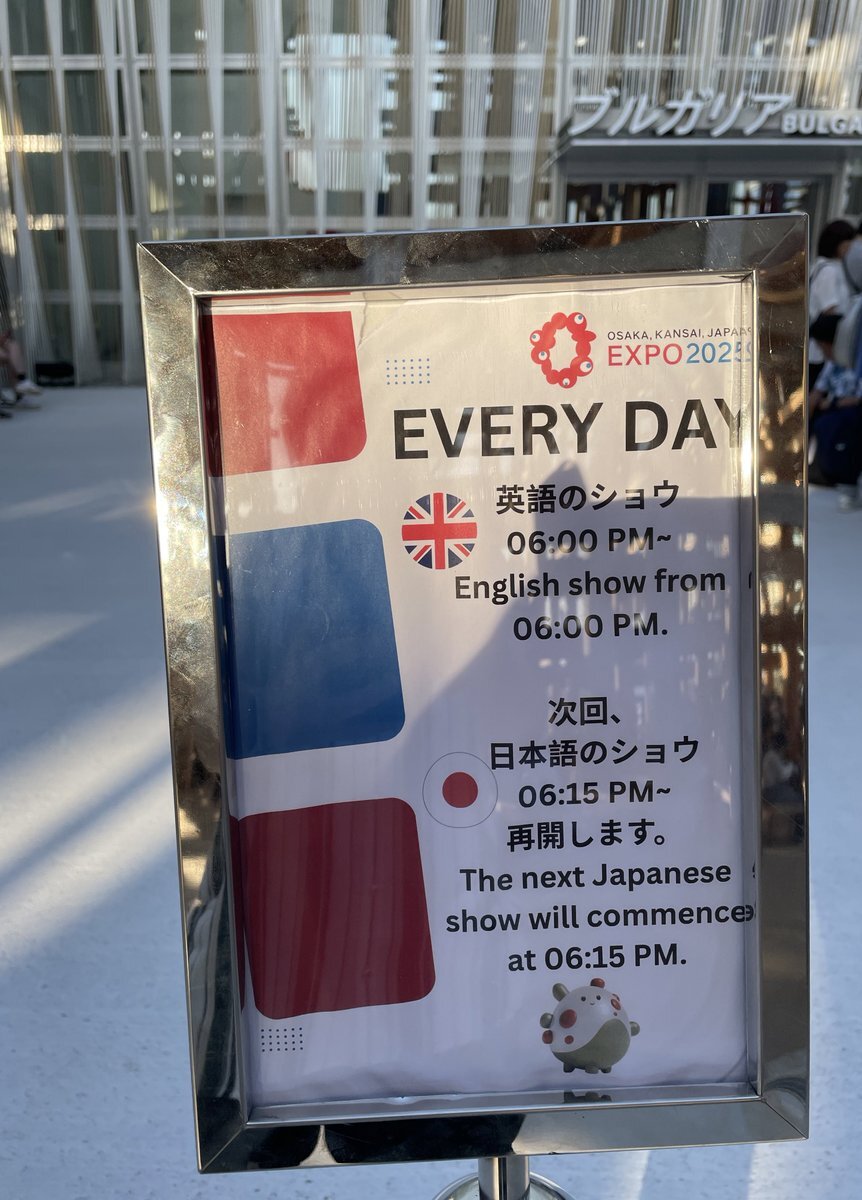 ブルガリア BULGA
OSAKA, KANSAI, JAPAN
EXPO2025
EVERY DAY
英語のショウ
06:00 PM~
English show from
06:00 PM.
次回、
日本語のショウ
06:15 PM~
再開します。
The next Japanese
show will commence
at 06:15 PM.